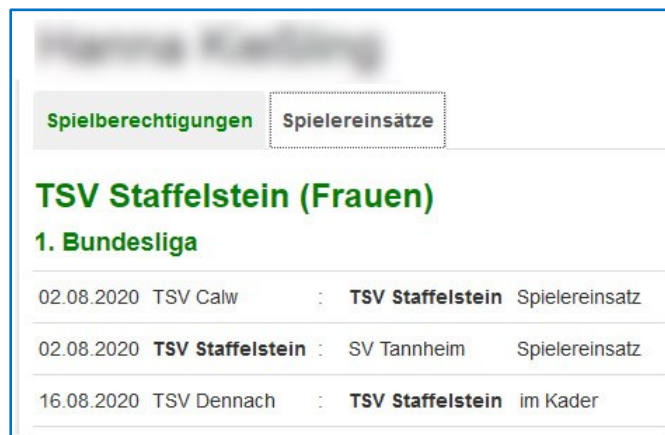 Spielberechtigungen Spielereinsätze
TSV Staffelstein (Frauen)
1. Bundesliga
02.08.2020 TSV Calw : TSV Staffelstein Spielereinsatz
02.08.2020 TSV Staffelstein : SV Tannheim Spielereinsatz
16.08.2020 TSV Dennach : TSV Staffelstein im Kader